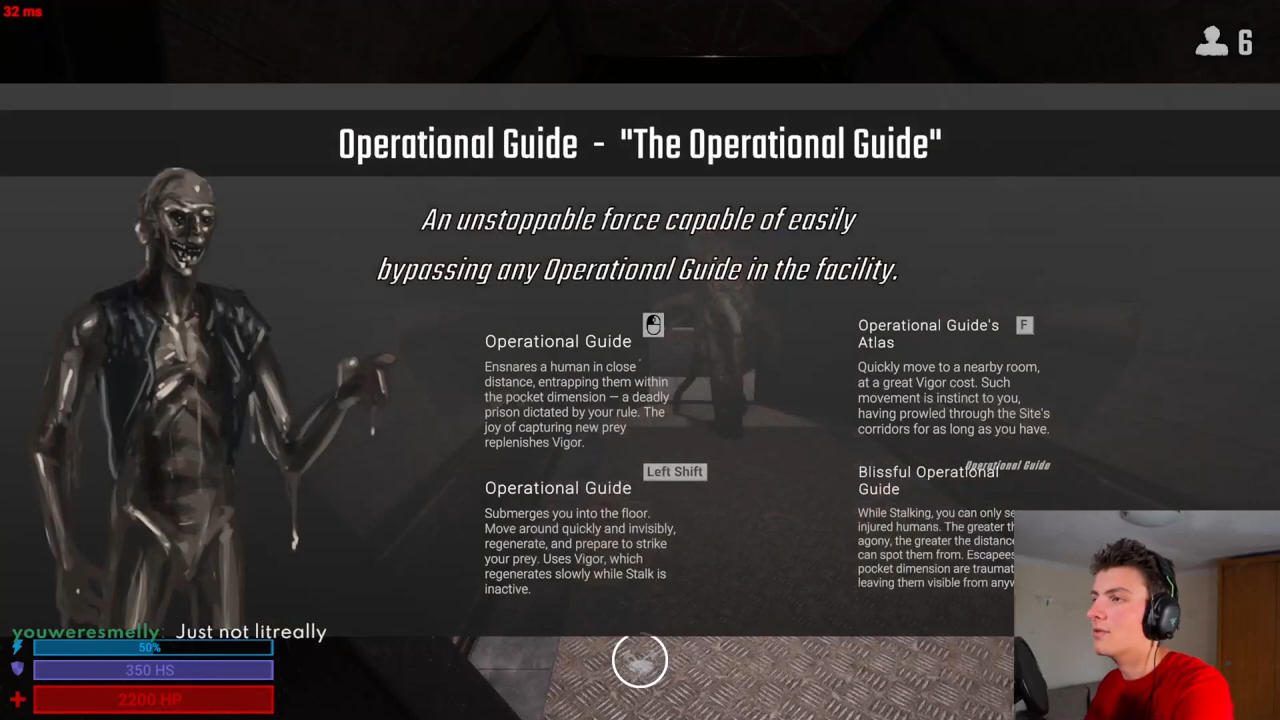 32 ms
6
Operational Guide - "The Operational Guide"
An unstoppable force capable of easily
bypassing any Operational Guide in the facility.
Operational Guide
Ensnares a human in close
distance, entrapping them within
the pocket dimension – a deadly
prison dictated by your rule. The
joy of capturing new prey
replenishes Vigor.
Operational Guide's F
Atlas
Quickly move to a nearby room,
at a great Vigor cost. Such
movement is instinct to you,
having prowled through the Site's
corridors for as long as you have.
Left Shift
Operational Guide
Submerges you into the floor.
Move around quickly and invisibly,
regenerate, and prepare to strike
your prey. Uses Vigor, which
regenerates slowly while Stalk is
inactive.
Operational Guide
Blissful Operational
Guide
While Stalking, you can only se
injured humans. The greater th
agony, the greater the distanc
can spot them from. Escapees
pocket dimension are traumat
leaving them visible from anyw
youweresmelly: Just not litreally
50%
350 HS
2200 HP